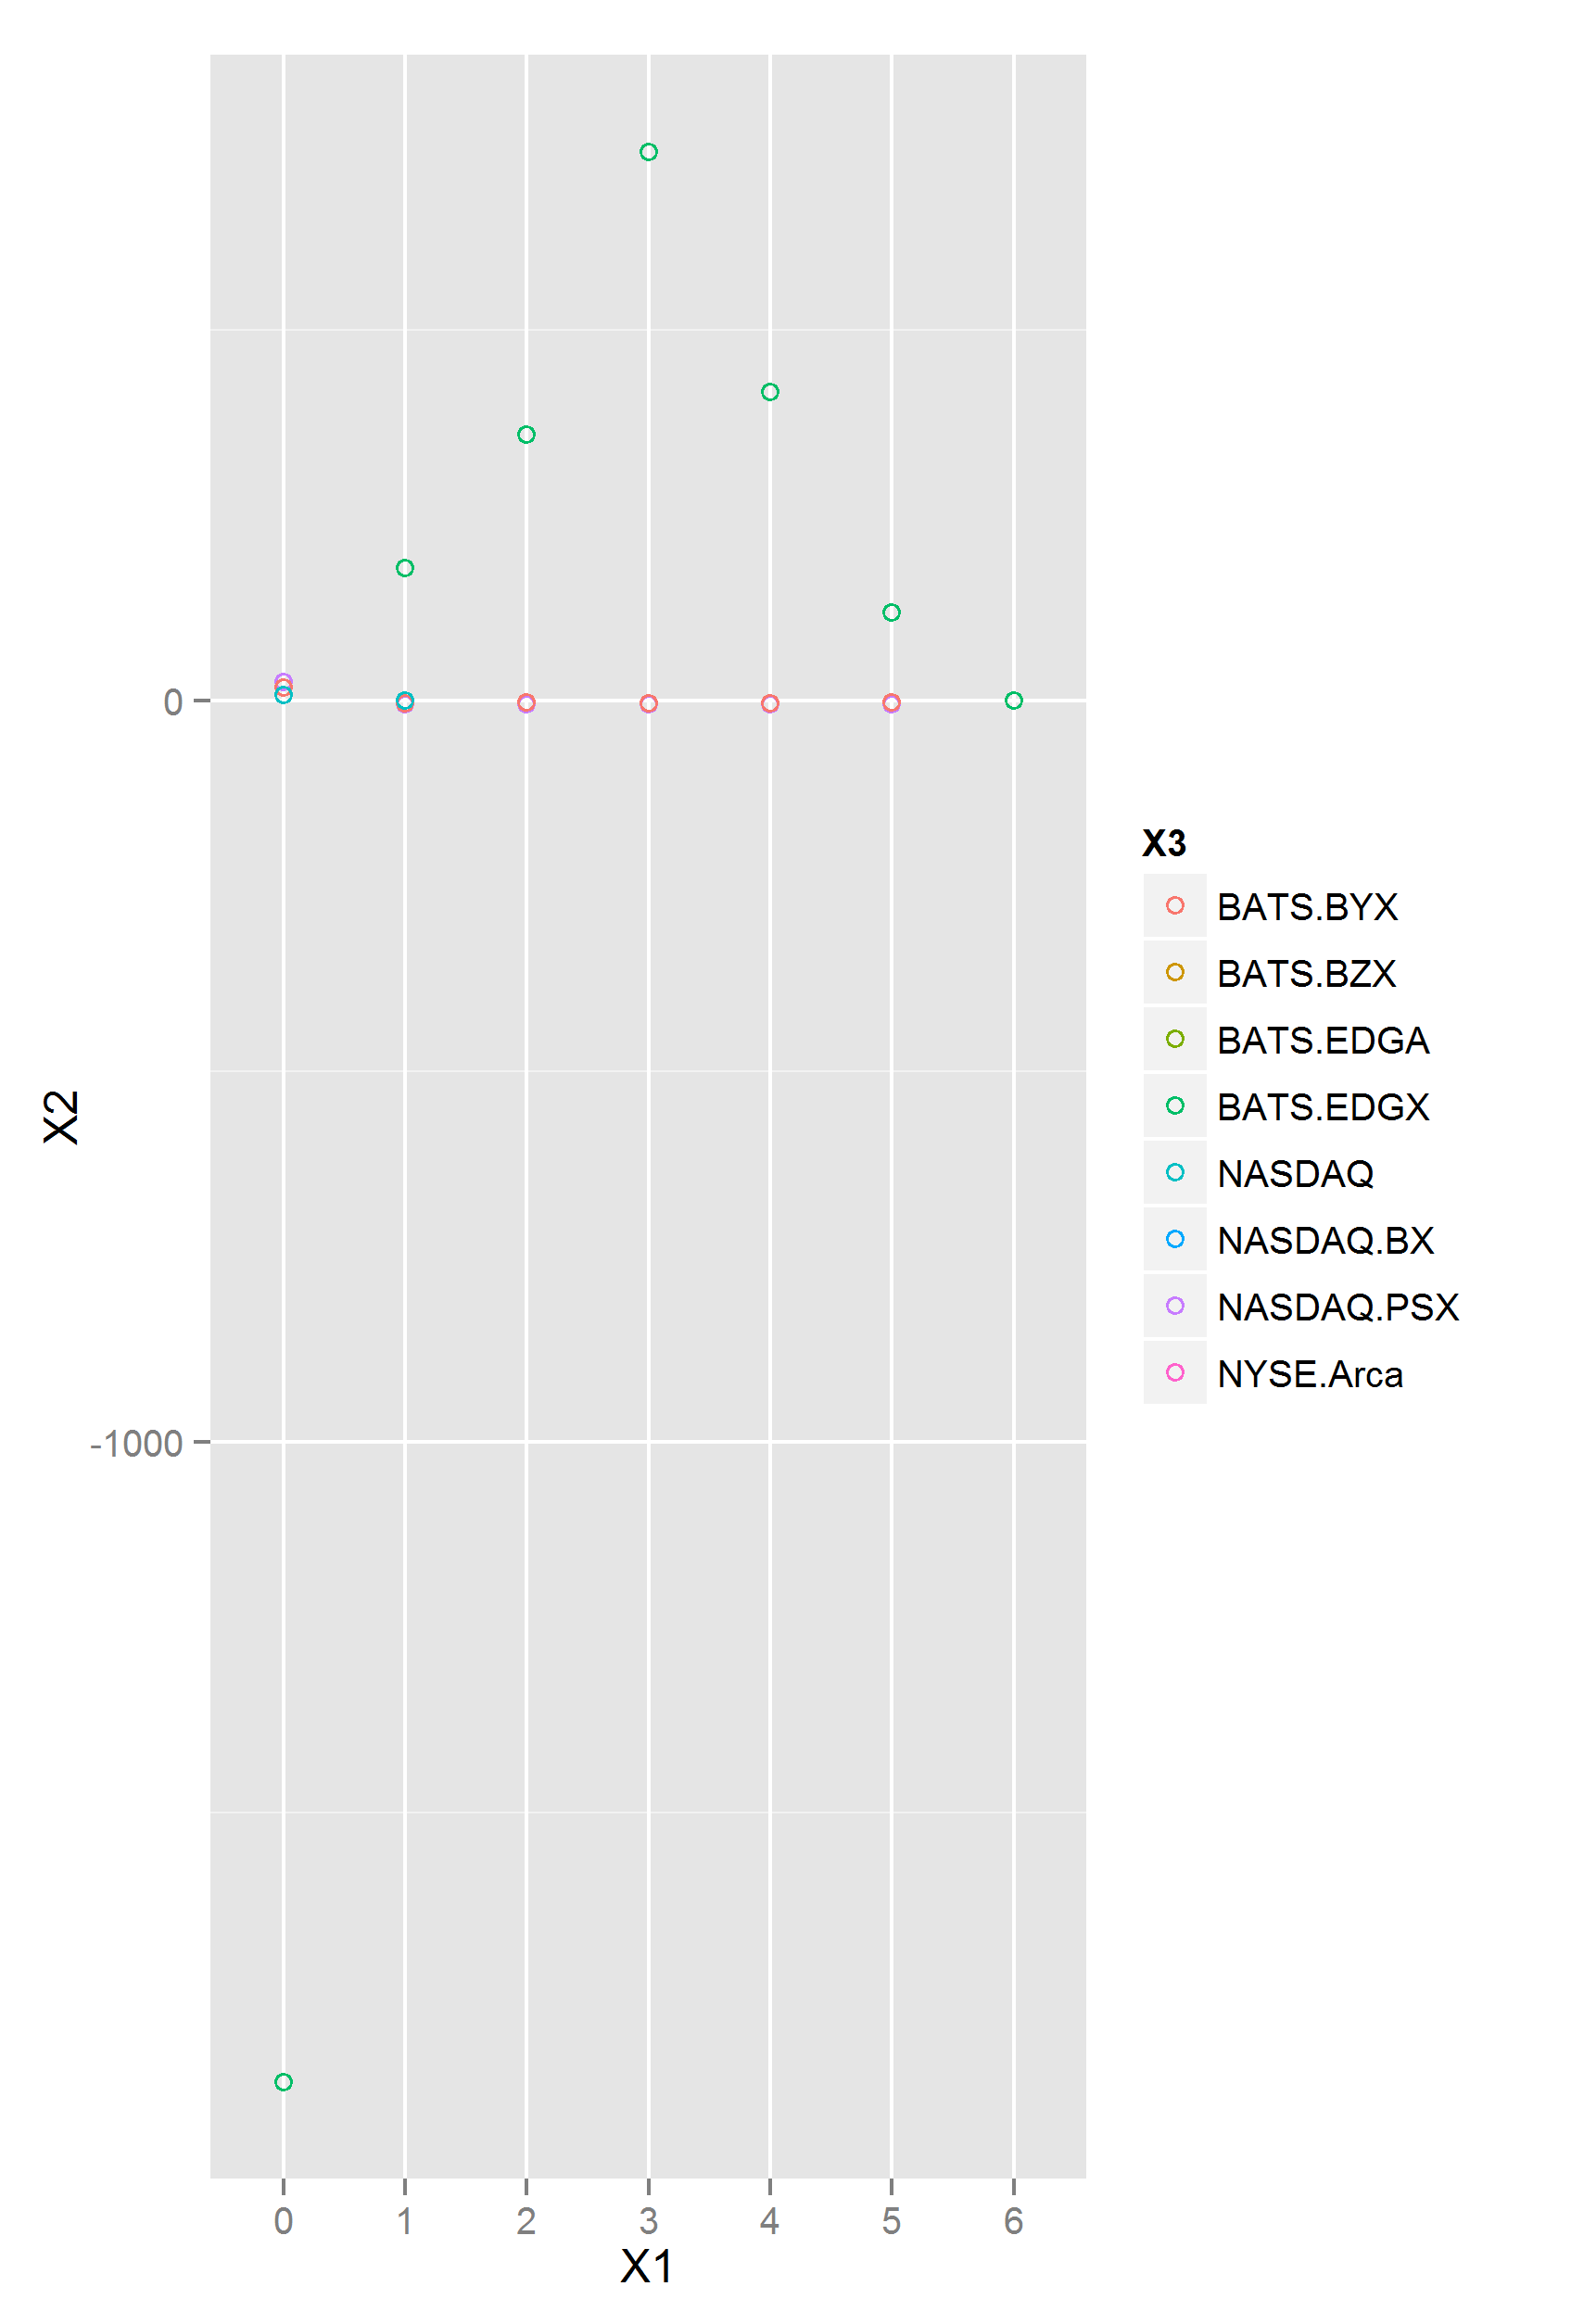 0
-1000
X2
0 1 2 3 4 5 6
X1
X3
BATS.BYX
BATS.BZX
BATS.EDGA
BATS.EDGX
NASDAQ
NASDAQ.BX
NASDAQ.PSX
NYSE.Arca